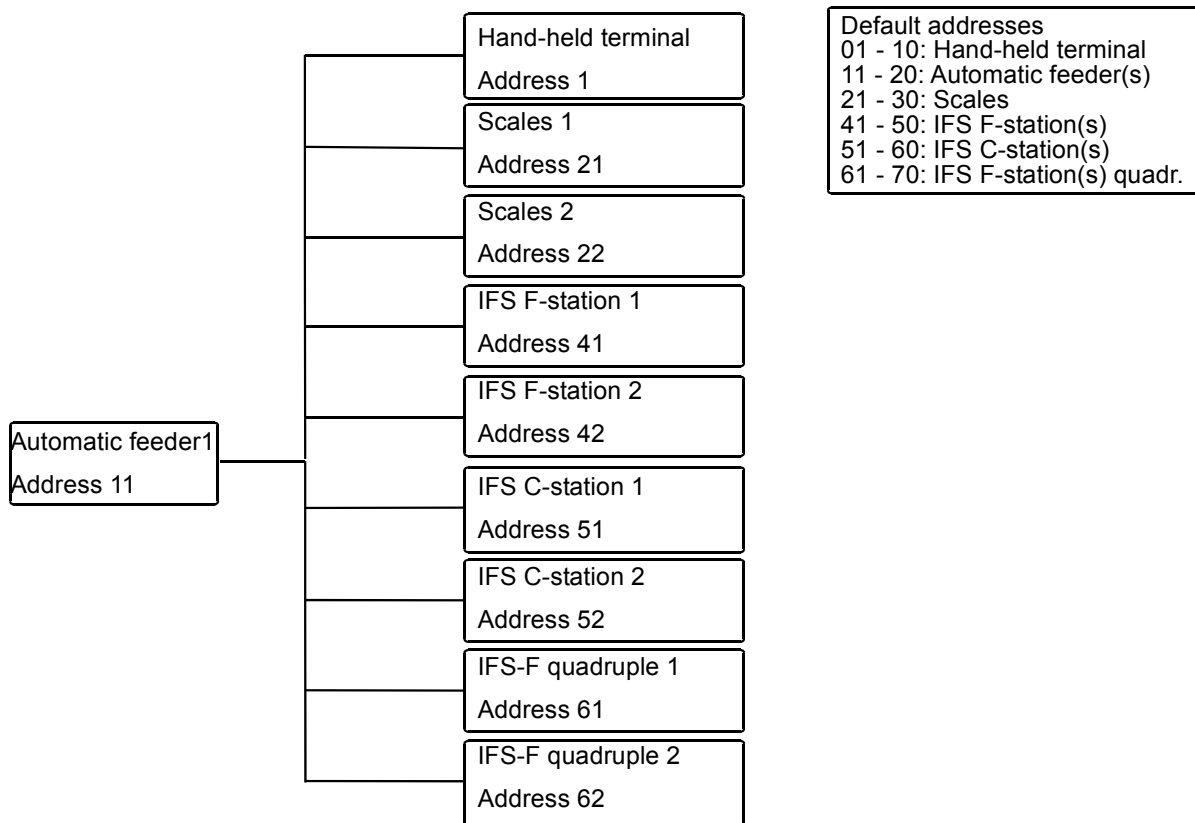 Hand-held terminal
Address 1
Scales 1
Address 21
Scales 2
Address 22
IFS F-station 1
Address 41
IFS F-station 2
Address 42
Automatic feeder1
Address 11
IFS C-station 1
Address 51
IFS C-station 2
Address 52
IFS-F quadruple 1
Address 61
IFS-F quadruple 2
Address 62
Default addresses
01 - 10: Hand-held terminal
11 - 20: Automatic feeder(s)
21 - 30: Scales
41 - 50: IFS F-station(s)
51 - 60: IFS C-station(s)
61 - 70: IFS F-station(s) quadr.